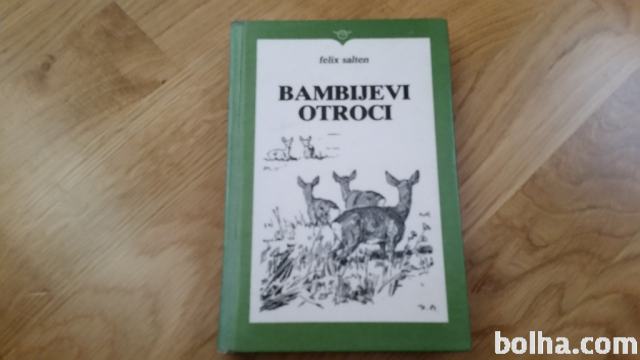 felix salten
BAMBIJEVI
OTROCI
bolha.com